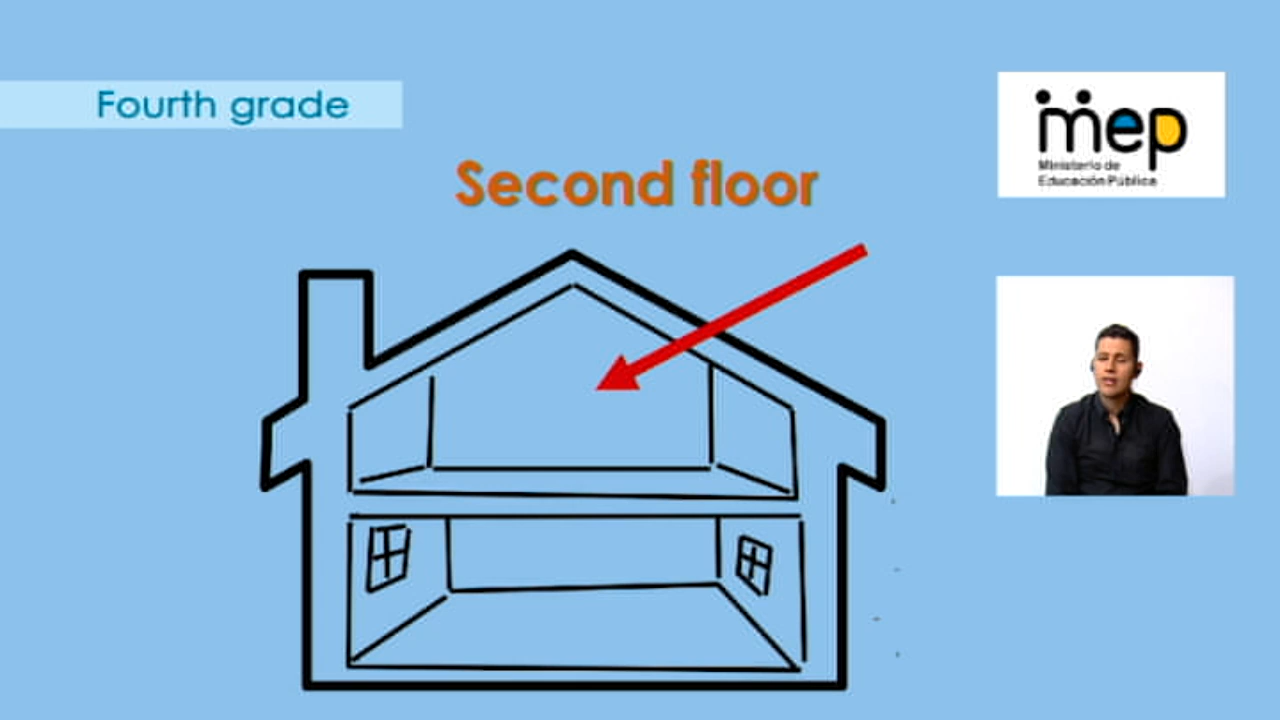 Fourth grade
mep
Ministerio de
Educación Pública
Second floor